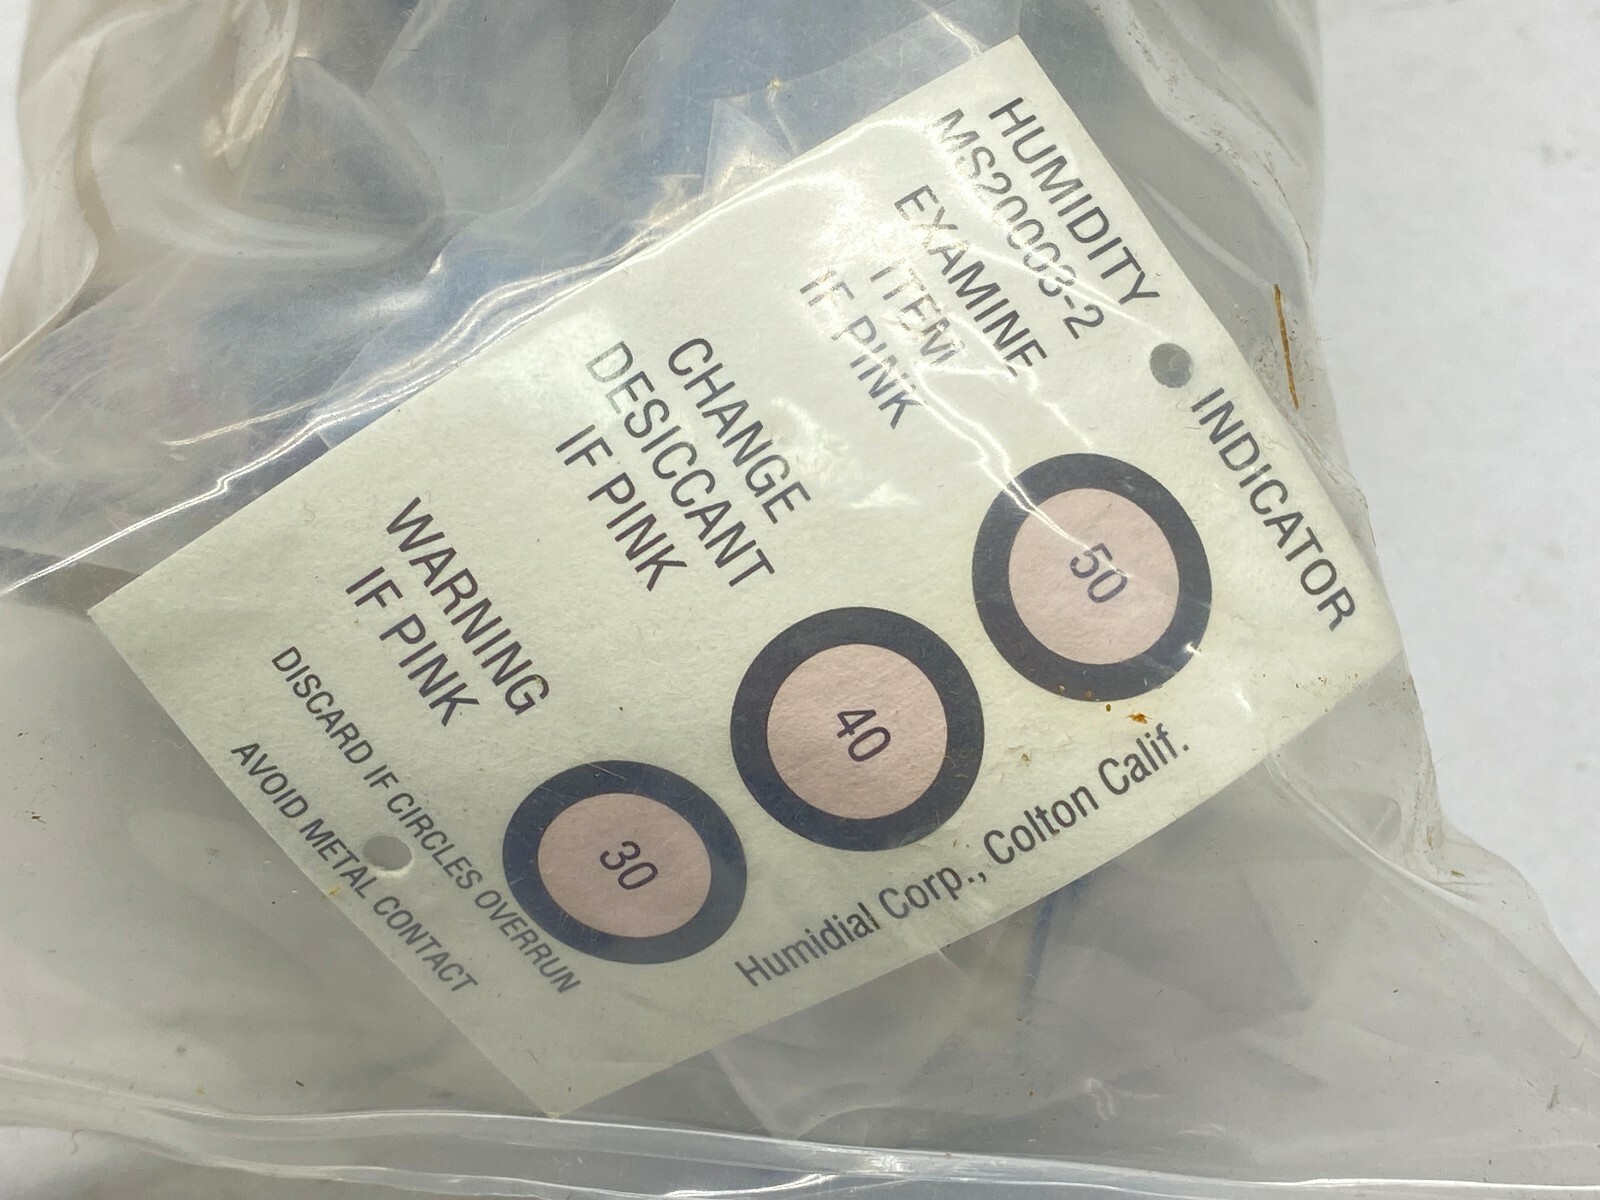 HUMIDITY INDICATOR
MS20003-2
EXAMINE
ITEM
IF PINK
50
CHANGE
DESICCANT
IF PINK
40
WARNING
IF PINK
30
DISCARD IF CIRCLES OVERRUN
AVOID METAL CONTACT
Humidial Corp., Colton Calif.